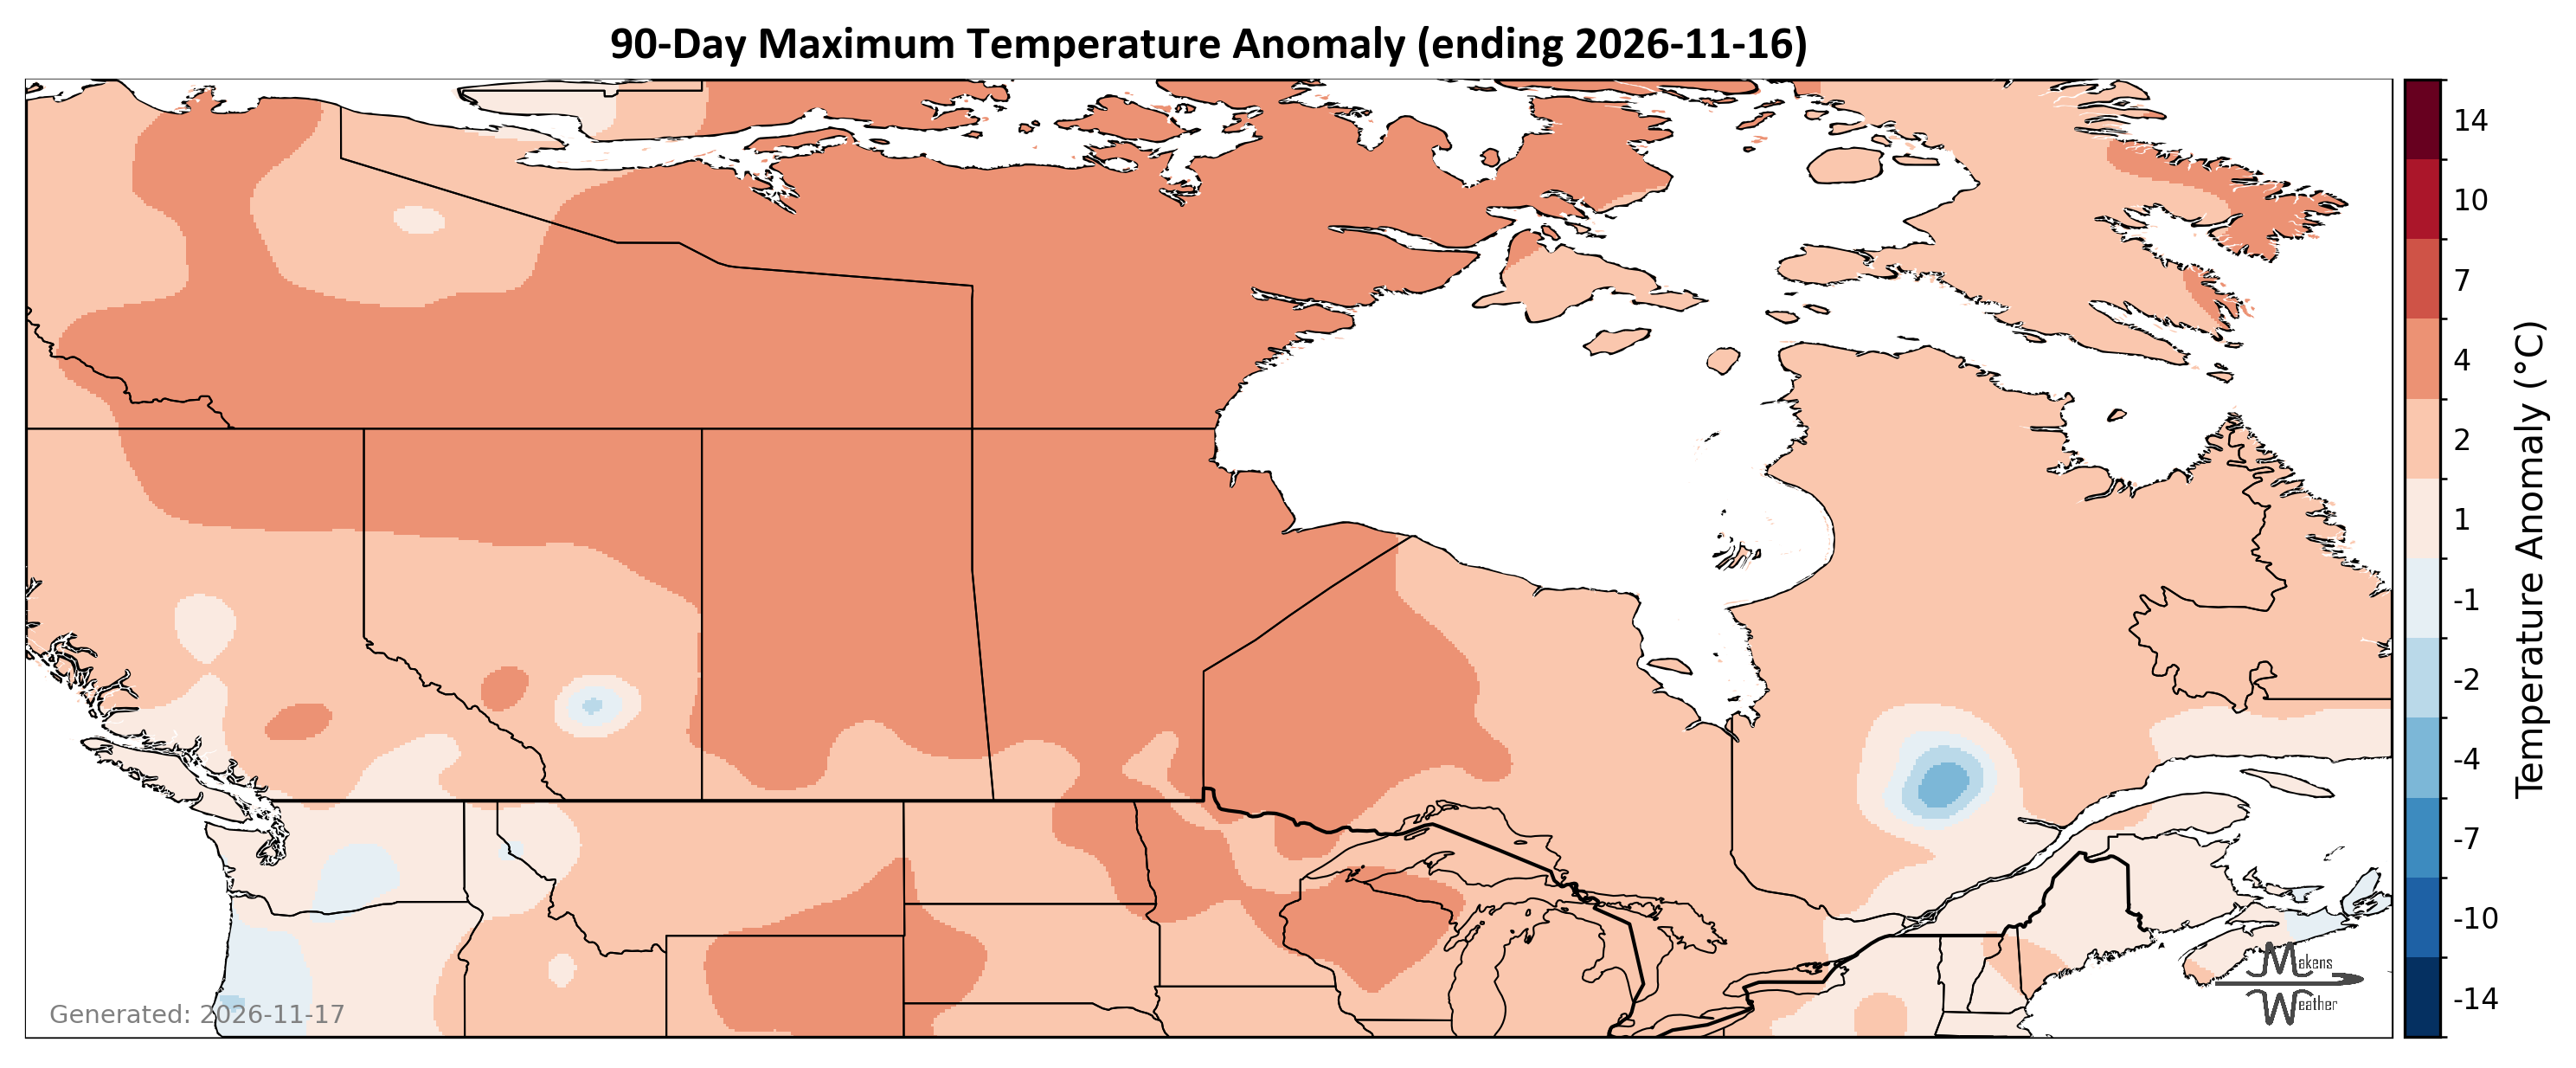 90-Day Maximum Temperature Anomaly (ending 2026-11-16)
14
10
7
4
2
1
-1
-2
-4
-7
-10
-14
Temperature Anomaly (°C)
Generated: 2026-11-17
Makens
Weather